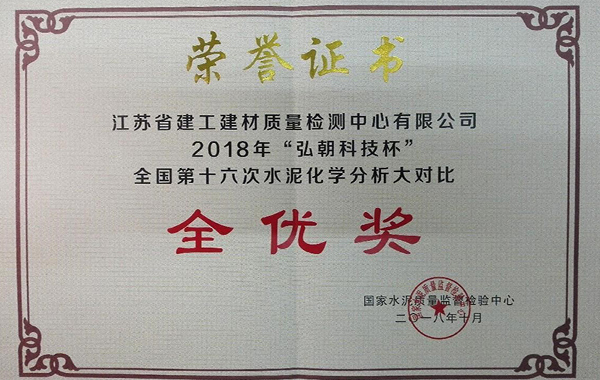 荣誉证书
江苏省建工建材质量检测中心有限公司
2018年“弘朝科技杯”
全国第十六次水泥化学分析大对比
全优奖
国家水泥质量监督检验中心
二〇一八年十月